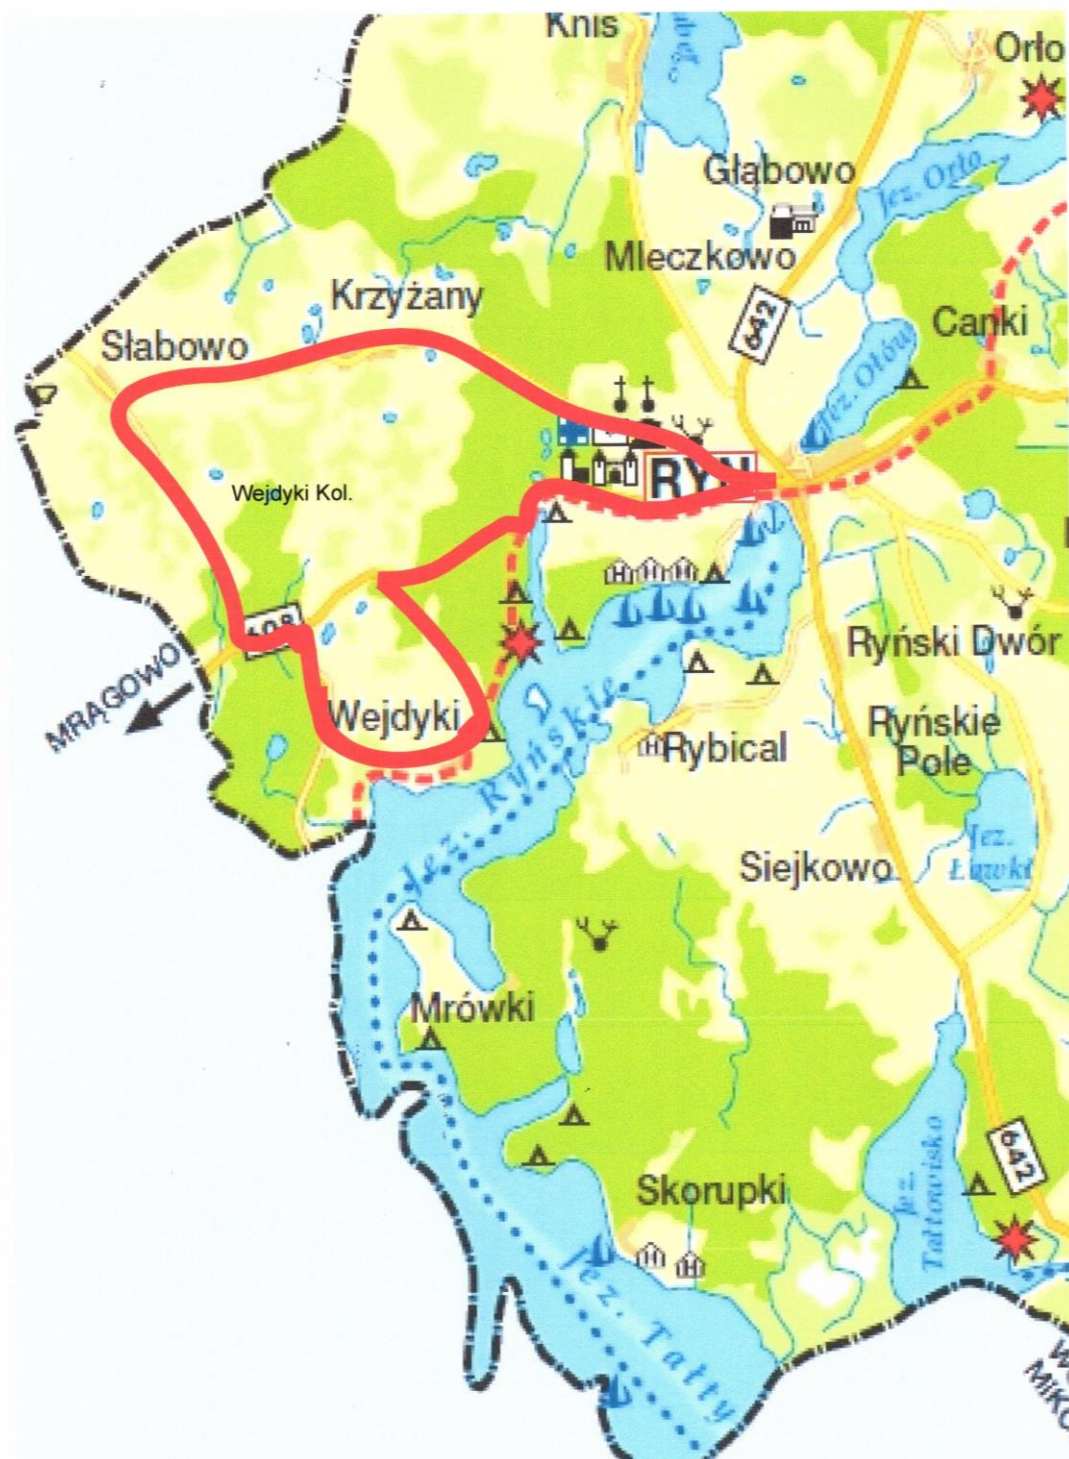 Knis
Orło
Głąbowo
Jez. Orło
Mleczkowo
Krzyżany
642
Canki
Słabowo
Jez. Ołów
RYN
Wejdyki Kol.
608
MRĄGOWO
Ryński Dwór
Wejdyki
Ryńskie
Pole
Rybical
Jez. Ryńskie
Siejkowo
Jez.
Ławki
Mrówki
Skorupki
Jez.
Tałtowisko
642
Jez. Tałty